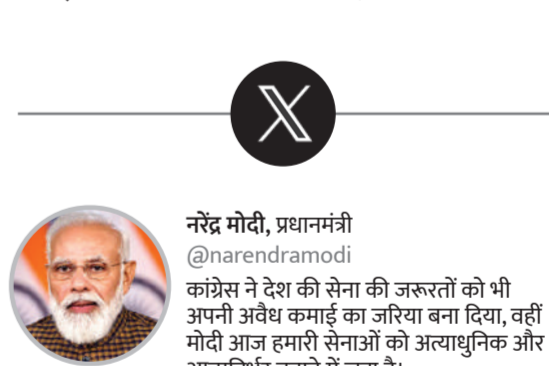 नरेंद्र मोदी, प्रधानमंत्री
@narendramodi
कांग्रेस ने देश की सेना की जरूरतों को भी
अपनी अवैध कमाई का जरिया बना दिया, वहीं
मोदी आज हमारी सेनाओं को अत्याधुनिक और